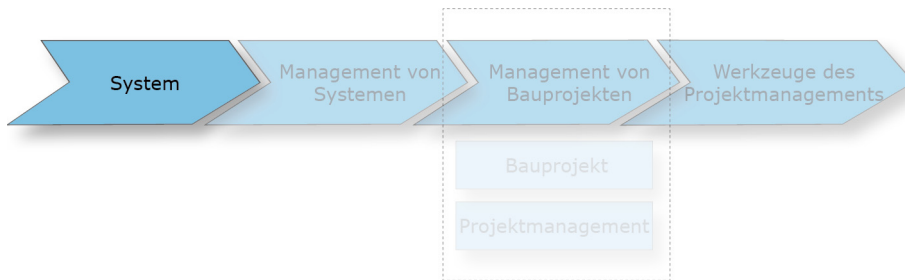 System
Management von
Systemen
Management von
Bauprojekten
Werkzeuge des
Projektmanagements
Bauprojekt
Projektmanagement